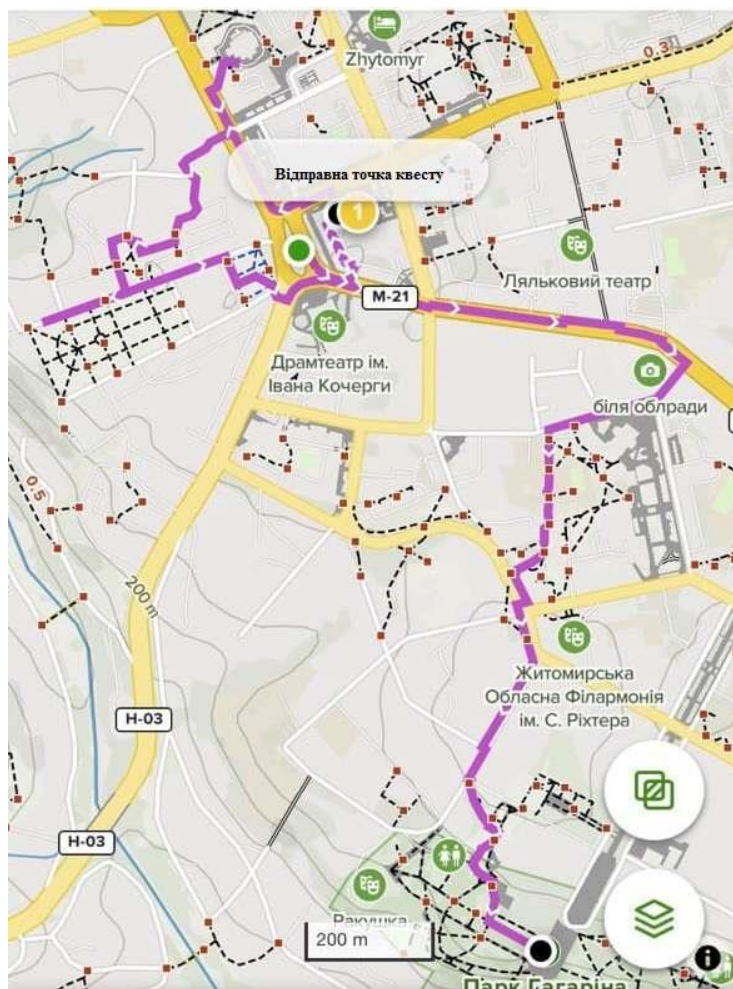 Zhytomyr
0.3
Відправна точка квесту
1
Ляльковий театр
M-21
Драмтеатр ім.
Івана Кочерги
біля облради
0.5
200 m
Житомирська
Обласна Філармонія
ім. С. Ріхтера
H-03
H-03
Ракушка
200 m
Парк Гагаріна